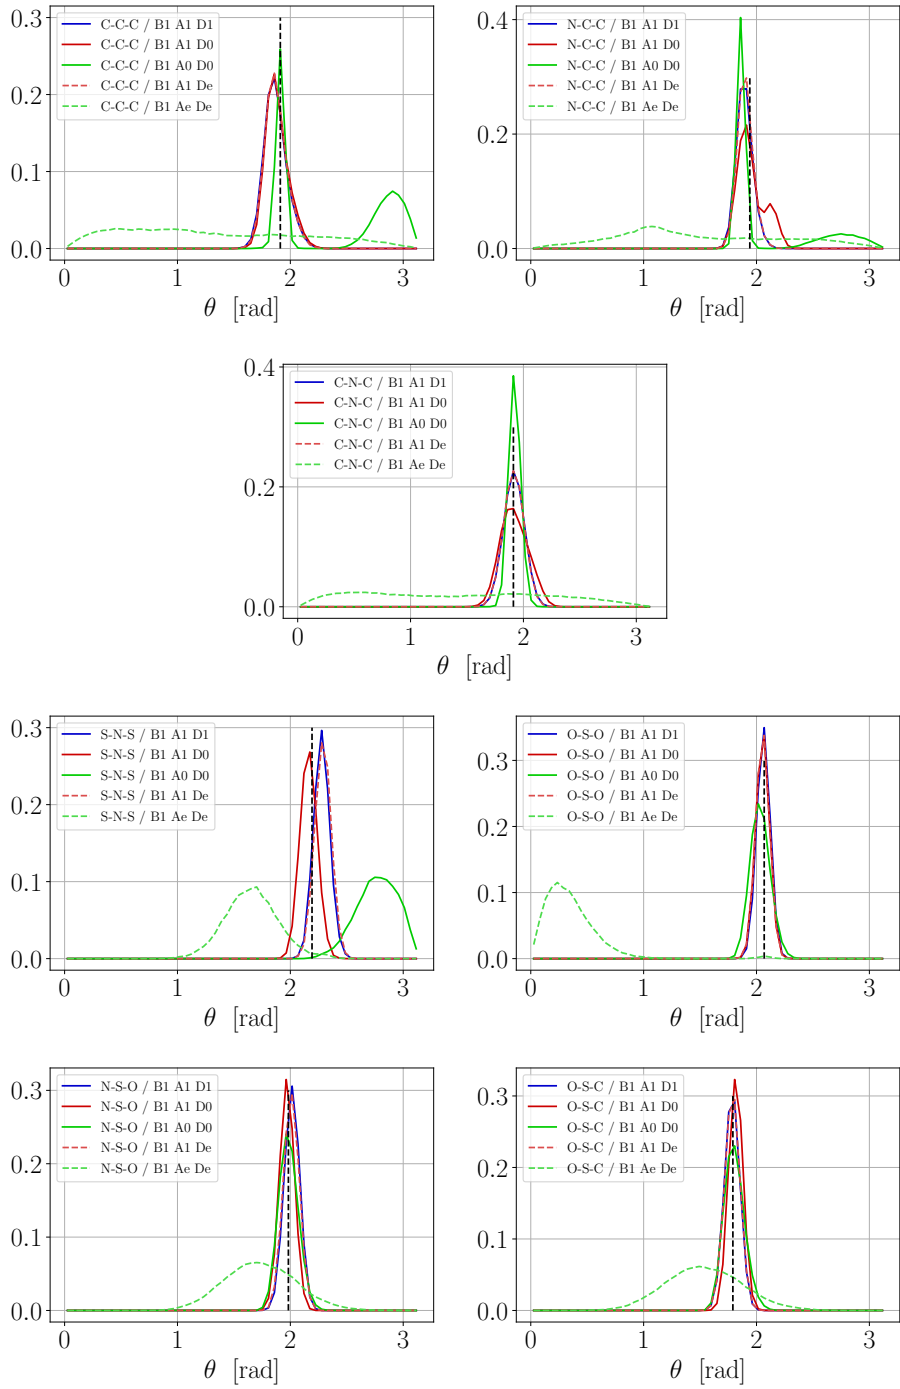 0.3
0.2
0.1
0.0
C-C-C / B1 A1 D1
C-C-C / B1 A1 D0
C-C-C / B1 A0 D0
C-C-C / B1 A1 De
C-C-C / B1 Ae De
0 1 2 3
θ [rad]
0.4
0.2
0.0
N-C-C / B1 A1 D1
N-C-C / B1 A1 D0
N-C-C / B1 A0 D0
N-C-C / B1 A1 De
N-C-C / B1 Ae De
0 1 2 3
θ [rad]
0.4
0.2
0.0
C-N-C / B1 A1 D1
C-N-C / B1 A1 D0
C-N-C / B1 A0 D0
C-N-C / B1 A1 De
C-N-C / B1 Ae De
0 1 2 3
θ [rad]
0.3
0.2
0.1
0.0
S-N-S / B1 A1 D1
S-N-S / B1 A1 D0
S-N-S / B1 A0 D0
S-N-S / B1 A1 De
S-N-S / B1 Ae De
0 1 2 3
θ [rad]
0.3
0.2
0.1
0.0
O-S-O / B1 A1 D1
O-S-O / B1 A1 D0
O-S-O / B1 A0 D0
O-S-O / B1 A1 De
O-S-O / B1 Ae De
0 1 2 3
θ [rad]
0.3
0.2
0.1
0.0
N-S-O / B1 A1 D1
N-S-O / B1 A1 D0
N-S-O / B1 A0 D0
N-S-O / B1 A1 De
N-S-O / B1 Ae De
0 1 2 3
θ [rad]
0.3
0.2
0.1
0.0
O-S-C / B1 A1 D1
O-S-C / B1 A1 D0
O-S-C / B1 A0 D0
O-S-C / B1 A1 De
O-S-C / B1 Ae De
0 1 2 3
θ [rad]